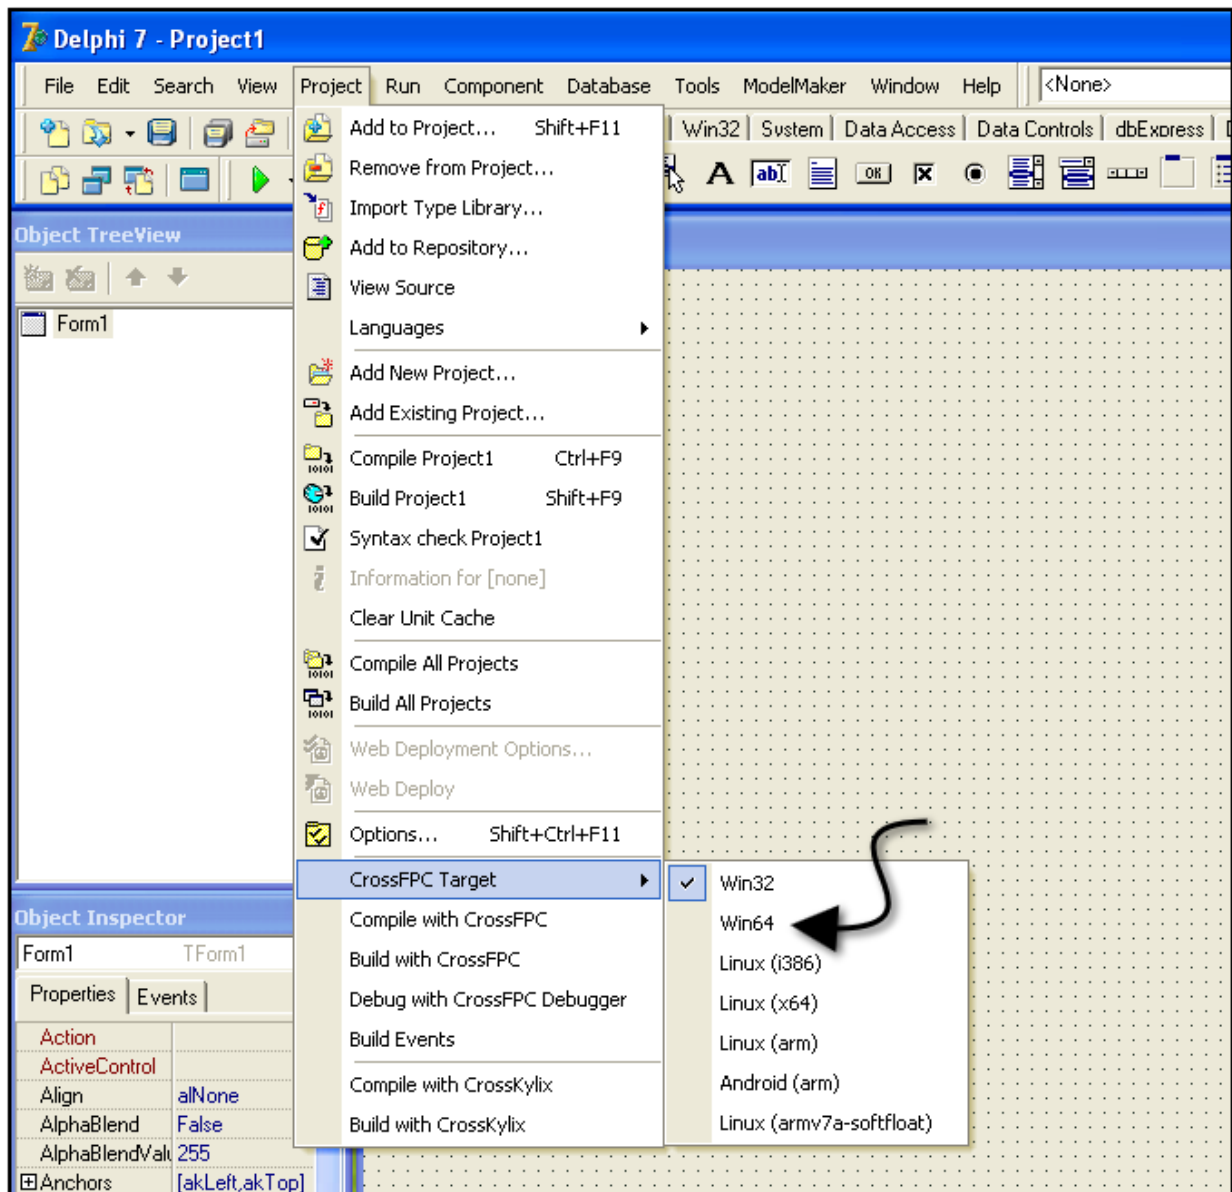 Delphi 7 - Project1
File Edit Search View Project Run Component Database Tools ModelMaker Window Help <None>
Win32 System Data Access Data Controls dbExpress
Add to Project... Shift+F11
Remove from Project...
Import Type Library...
Add to Repository...
View Source
Languages
Add New Project...
Add Existing Project...
Compile Project1 Ctrl+F9
Build Project1 Shift+F9
Syntax check Project1
Information for [none]
Clear Unit Cache
Compile All Projects
Build All Projects
Web Deployment Options...
Web Deploy
Options... Shift+Ctrl+F11
CrossFPC Target
Compile with CrossFPC
Build with CrossFPC
Debug with CrossFPC Debugger
Build Events
Compile with CrossKylix
Build with CrossKylix
Win32
Win64
Linux (i386)
Linux (x64)
Linux (arm)
Android (arm)
Linux (armv7a-softfloat)
Object TreeView
Form1
Object Inspector
Form1 TForm1
Properties Events
Action
ActiveControl
Align alNone
AlphaBlend False
AlphaBlendValu 255
Anchors [akLeft,akTop]